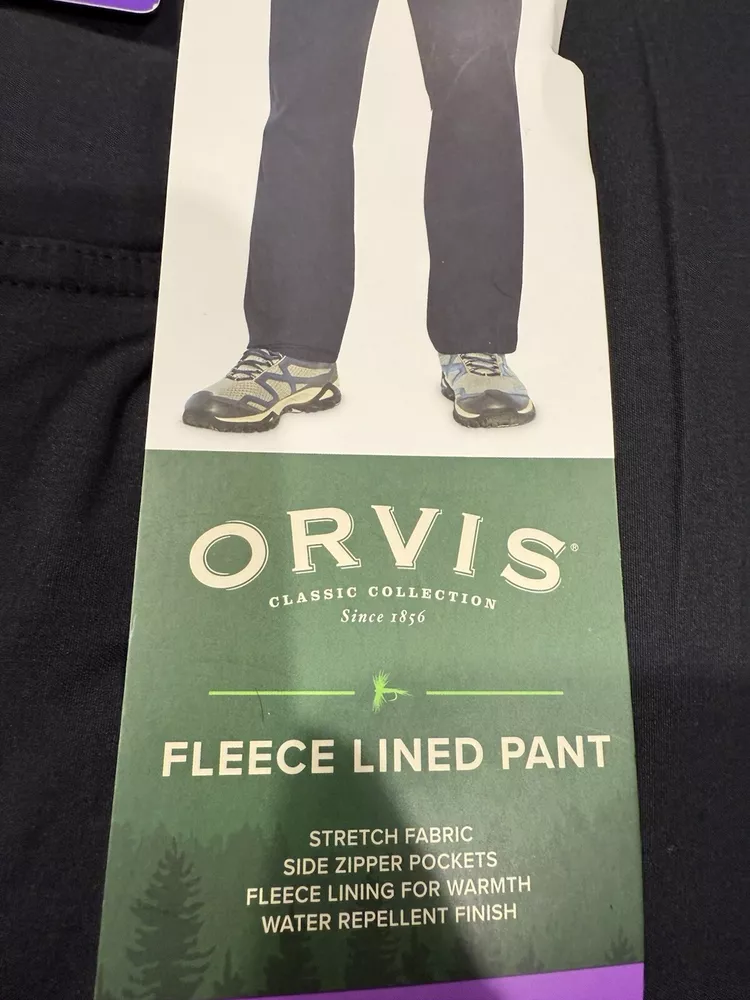 ORVIS®
CLASSIC COLLECTION
Since 1856
FLEECE LINED PANT
STRETCH FABRIC
SIDE ZIPPER POCKETS
FLEECE LINING FOR WARMTH
WATER REPELLENT FINISH